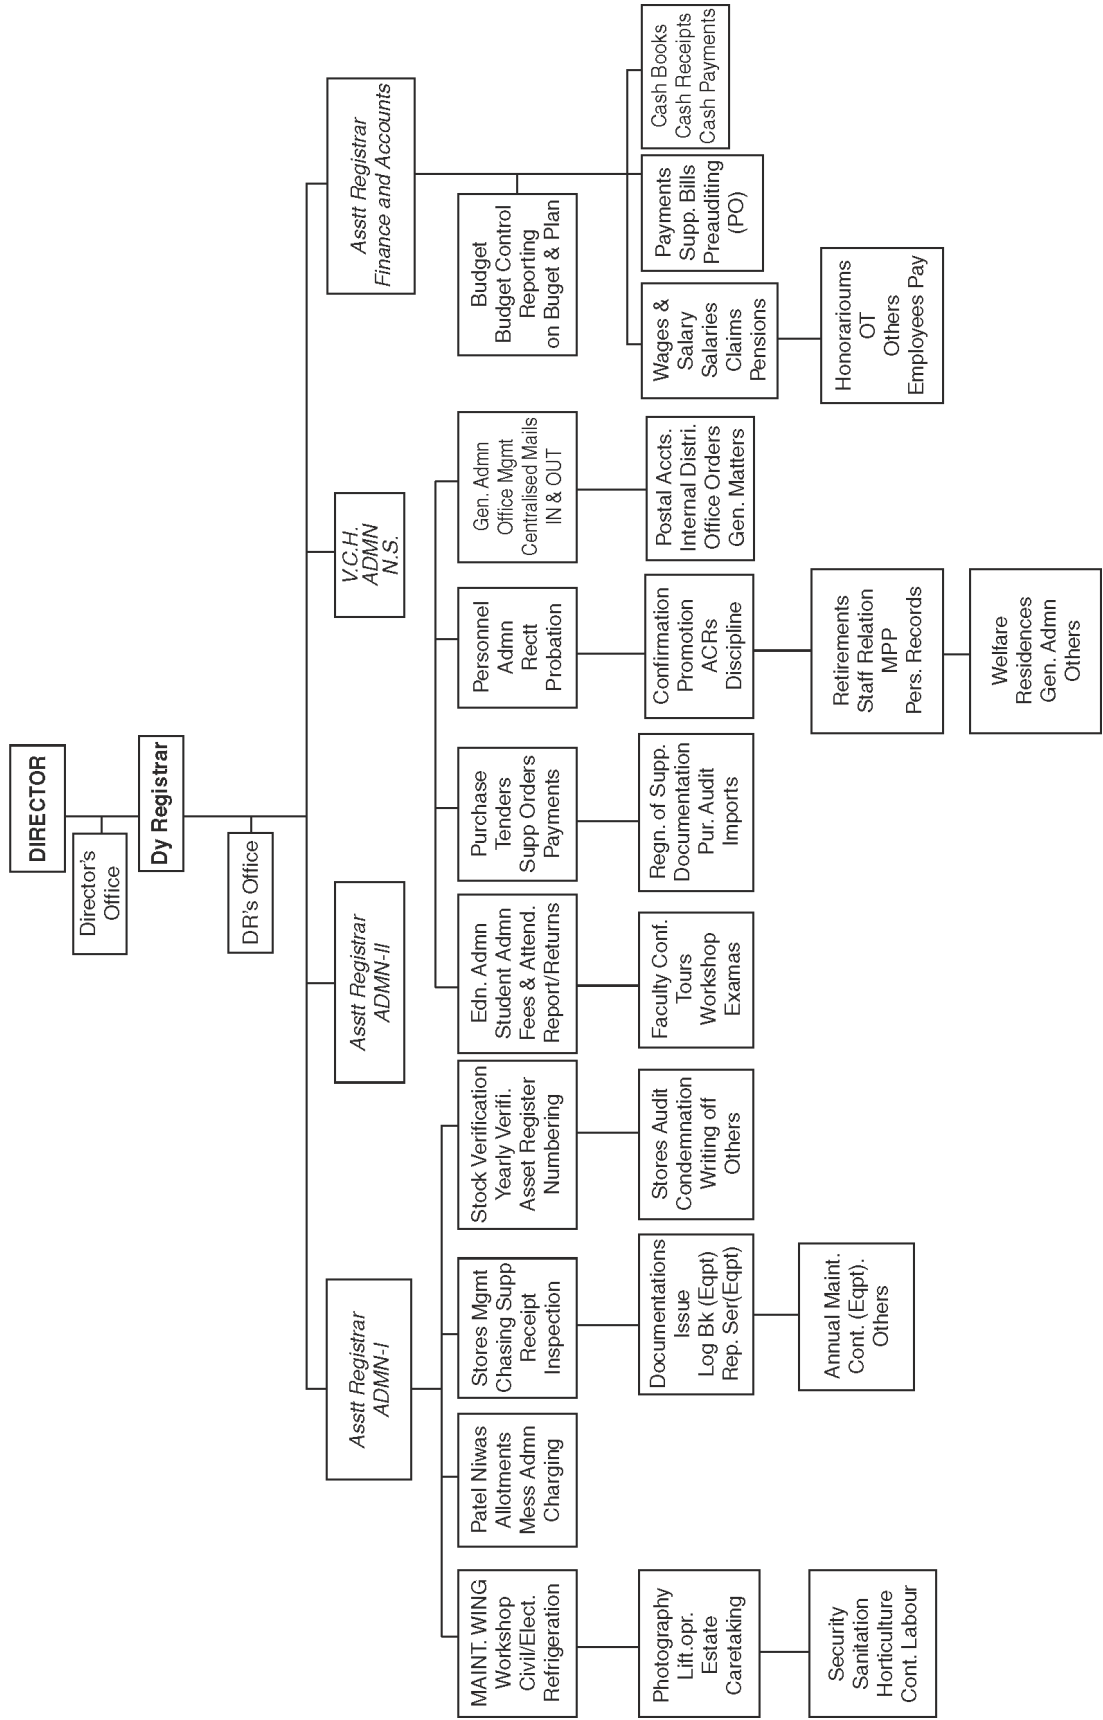 DIRECTOR
Director's
Office
Dy Registrar
DR's Office
Asstt Registrar
ADMN-I
Asstt Registrar
ADMN-II
V.C.H.
ADMN
N.S.
Asstt Registrar
Finance and Accounts
MAINT. WING
Workshop
Civil/Elect.
Refrigeration
Patel Niwas
Allotments
Mess Admn
Charging
Stores Mgmt
Chasing Supp
Receipt
Inspection
Stock Verification
Yearly Verifi.
Asset Register
Numbering
Edn. Admn
Student Admn
Fees & Attend.
Report/Returns
Purchase
Tenders
Supp Orders
Payments
Personnel
Admn
Rectt
Probation
Gen. Admn
Office Mgmt
Centralised Mails
IN & OUT
Budget
Budget Control
Reporting
on Buget & Plan
Photography
Lift.opr.
Estate
Caretaking
Documentations
Issue
Log Bk (Eqpt)
Rep. Ser(Eqpt)
Stores Audit
Condemnation
Writing off
Others
Faculty Conf.
Tours
Workshop
Examas
Regn. of Supp.
Documentation
Pur. Audit
Imports
Confirmation
Promotion
ACRs
Discipline
Postal Accts.
Internal Distri.
Office Orders
Gen. Matters
Wages &
Salary
Salaries
Claims
Pensions
Payments
Supp. Bills
Preauditing
(PO)
Cash Books
Cash Receipts
Cash Payments
Security
Sanitation
Horticulture
Cont. Labour
Annual Maint.
Cont. (Eqpt).
Others
Retirements
Staff Relation
MPP
Pers. Records
Honorarioums
OT
Others
Employees Pay
Welfare
Residences
Gen. Admn
Others